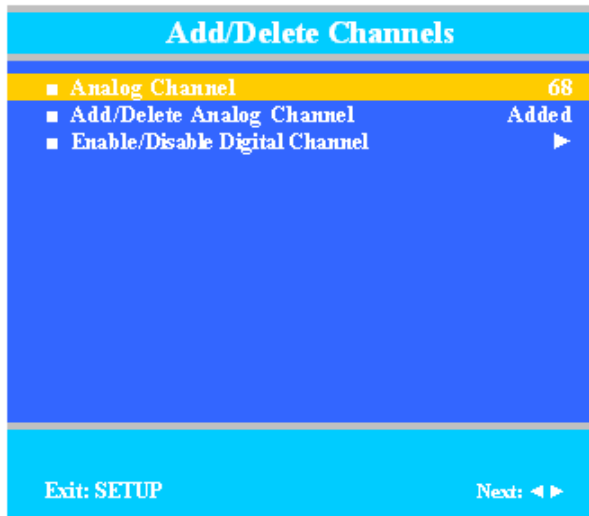 Add/Delete Channels
Analog Channel 68
Add/Delete Analog Channel Added
Enable/Disable Digital Channel ▶
Exit: SETUP Next: ◀ ▶